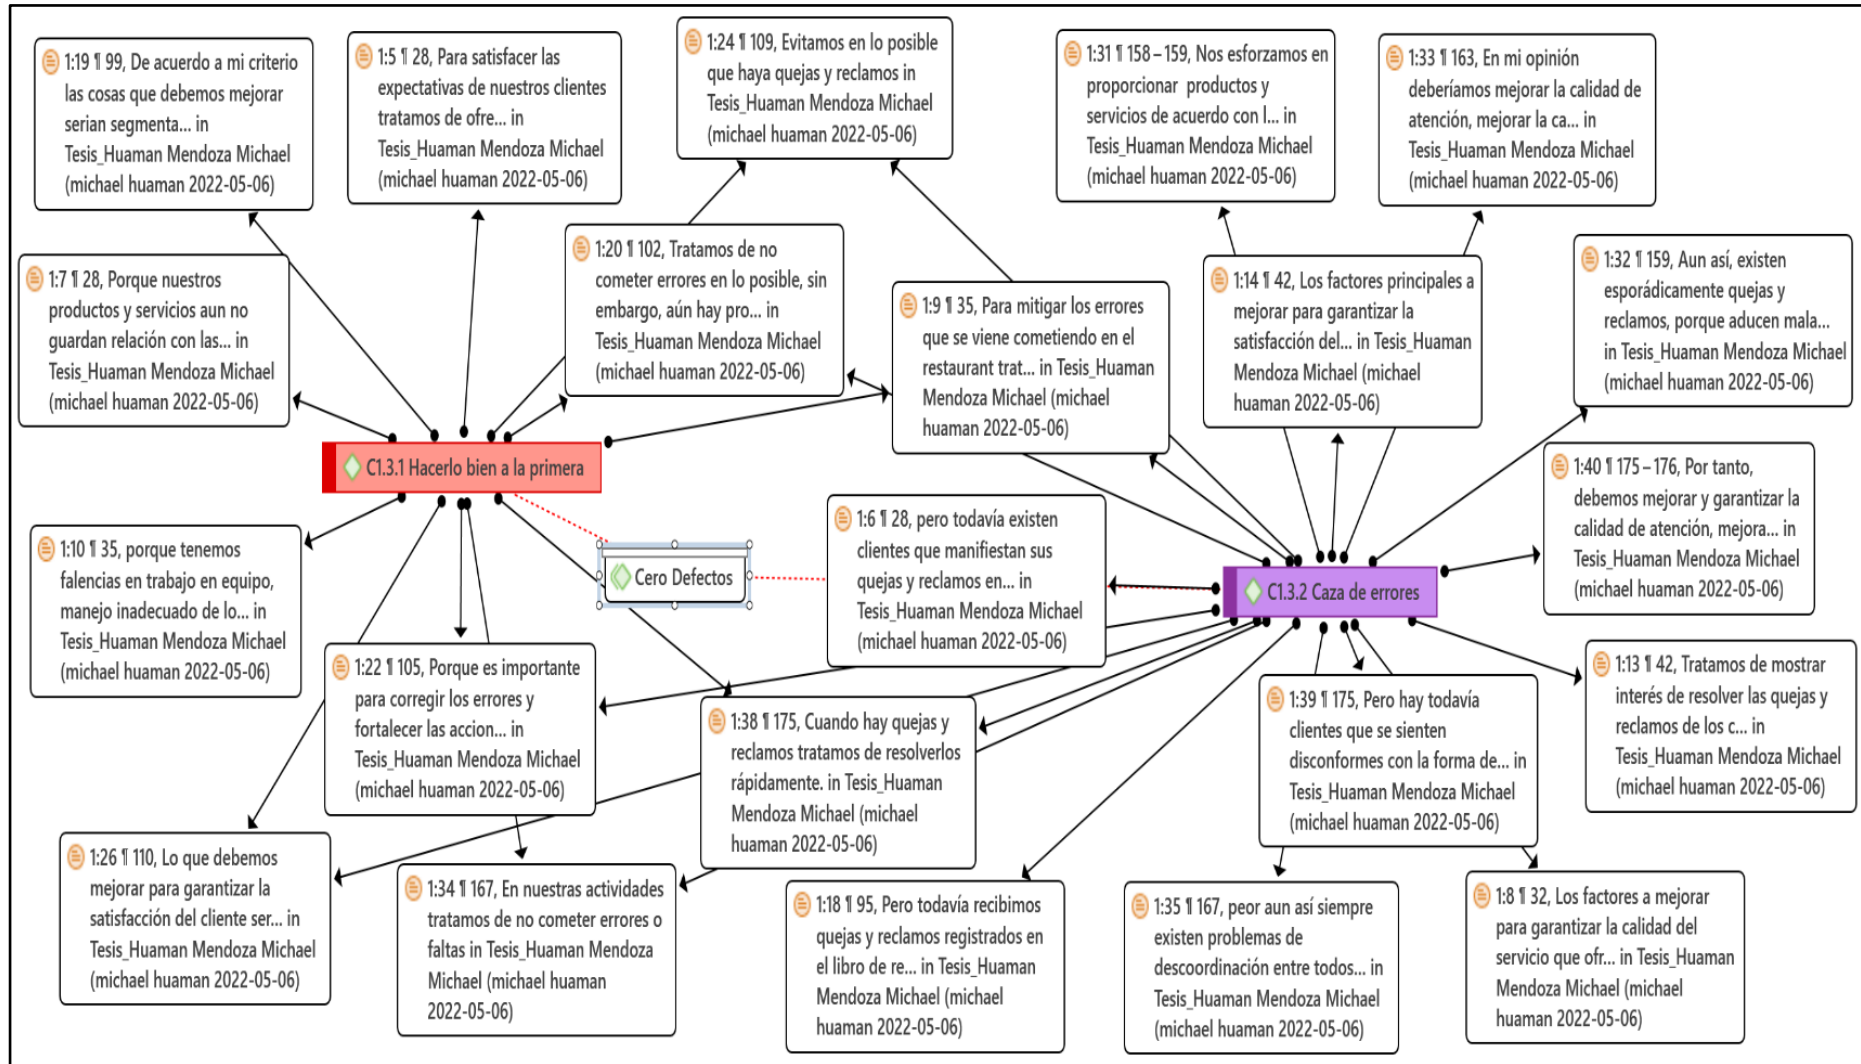 1:19 ¶ 99, De acuerdo a mi criterio
las cosas que debemos mejorar
serian segmenta... in
Tesis_Huaman Mendoza Michael
(michael huaman 2022-05-06)
1:5 ¶ 28, Para satisfacer las
expectativas de nuestros clientes
tratamos de ofre... in
Tesis_Huaman Mendoza Michael
(michael huaman 2022-05-06)
1:24 ¶ 109, Evitamos en lo posible
que haya quejas y reclamos in
Tesis_Huaman Mendoza Michael
(michael huaman 2022-05-06)
1:31 ¶ 158 – 159, Nos esforzamos en
proporcionar productos y
servicios de acuerdo con l... in
Tesis_Huaman Mendoza Michael
(michael huaman 2022-05-06)
1:33 ¶ 163, En mi opinión
deberíamos mejorar la calidad de
atención, mejorar la ca... in
Tesis_Huaman Mendoza Michael
(michael huaman 2022-05-06)
1:7 ¶ 28, Porque nuestros
productos y servicios aun no
guardan relación con las... in
Tesis_Huaman Mendoza Michael
(michael huaman 2022-05-06)
1:20 ¶ 102, Tratamos de no
cometer errores en lo posible, sin
embargo, aún hay pro... in
Tesis_Huaman Mendoza Michael
(michael huaman 2022-05-06)
1:9 ¶ 35, Para mitigar los errores
que se viene cometiendo en el
restaurant trat... in Tesis_Huaman
Mendoza Michael (michael
huaman 2022-05-06)
1:14 ¶ 42, Los factores principales a
mejorar para garantizar la
satisfacción del... in Tesis_Huaman
Mendoza Michael (michael
huaman 2022-05-06)
1:32 ¶ 159, Aun así, existen
esporádicamente quejas y
reclamos, porque aducen mala...
in Tesis_Huaman Mendoza Michael
(michael huaman 2022-05-06)
C1.3.1 Hacerlo bien a la primera
1:40 ¶ 175 – 176, Por tanto,
debemos mejorar y garantizar la
calidad de atención, mejora... in
Tesis_Huaman Mendoza Michael
(michael huaman 2022-05-06)
1:10 ¶ 35, porque tenemos
falencias en trabajo en equipo,
manejo inadecuado de lo... in
Tesis_Huaman Mendoza Michael
(michael huaman 2022-05-06)
Cero Defectos
1:6 ¶ 28, pero todavía existen
clientes que manifiestan sus
quejas y reclamos en... in
Tesis_Huaman Mendoza Michael
(michael huaman 2022-05-06)
C1.3.2 Caza de errores
1:22 ¶ 105, Porque es importante
para corregir los errores y
fortalecer las accion... in
Tesis_Huaman Mendoza Michael
(michael huaman 2022-05-06)
1:38 ¶ 175, Cuando hay quejas y
reclamos tratamos de resolverlos
rápidamente. in Tesis_Huaman
Mendoza Michael (michael
huaman 2022-05-06)
1:39 ¶ 175, Pero hay todavía
clientes que se sienten
disconformes con la forma de... in
Tesis_Huaman Mendoza Michael
(michael huaman 2022-05-06)
1:13 ¶ 42, Tratamos de mostrar
interés de resolver las quejas y
reclamos de los c... in
Tesis_Huaman Mendoza Michael
(michael huaman 2022-05-06)
1:26 ¶ 110, Lo que debemos
mejorar para garantizar la
satisfacción del cliente ser... in
Tesis_Huaman Mendoza Michael
(michael huaman 2022-05-06)
1:34 ¶ 167, En nuestras actividades
tratamos de no cometer errores o
faltas in Tesis_Huaman Mendoza
Michael (michael huaman
2022-05-06)
1:18 ¶ 95, Pero todavía recibimos
quejas y reclamos registrados en
el libro de re... in Tesis_Huaman
Mendoza Michael (michael
huaman 2022-05-06)
1:35 ¶ 167, peor aun así siempre
existen problemas de
descoordinación entre todos... in
Tesis_Huaman Mendoza Michael
(michael huaman 2022-05-06)
1:8 ¶ 32, Los factores a mejorar
para garantizar la calidad del
servicio que ofr... in Tesis_Huaman
Mendoza Michael (michael
huaman 2022-05-06)